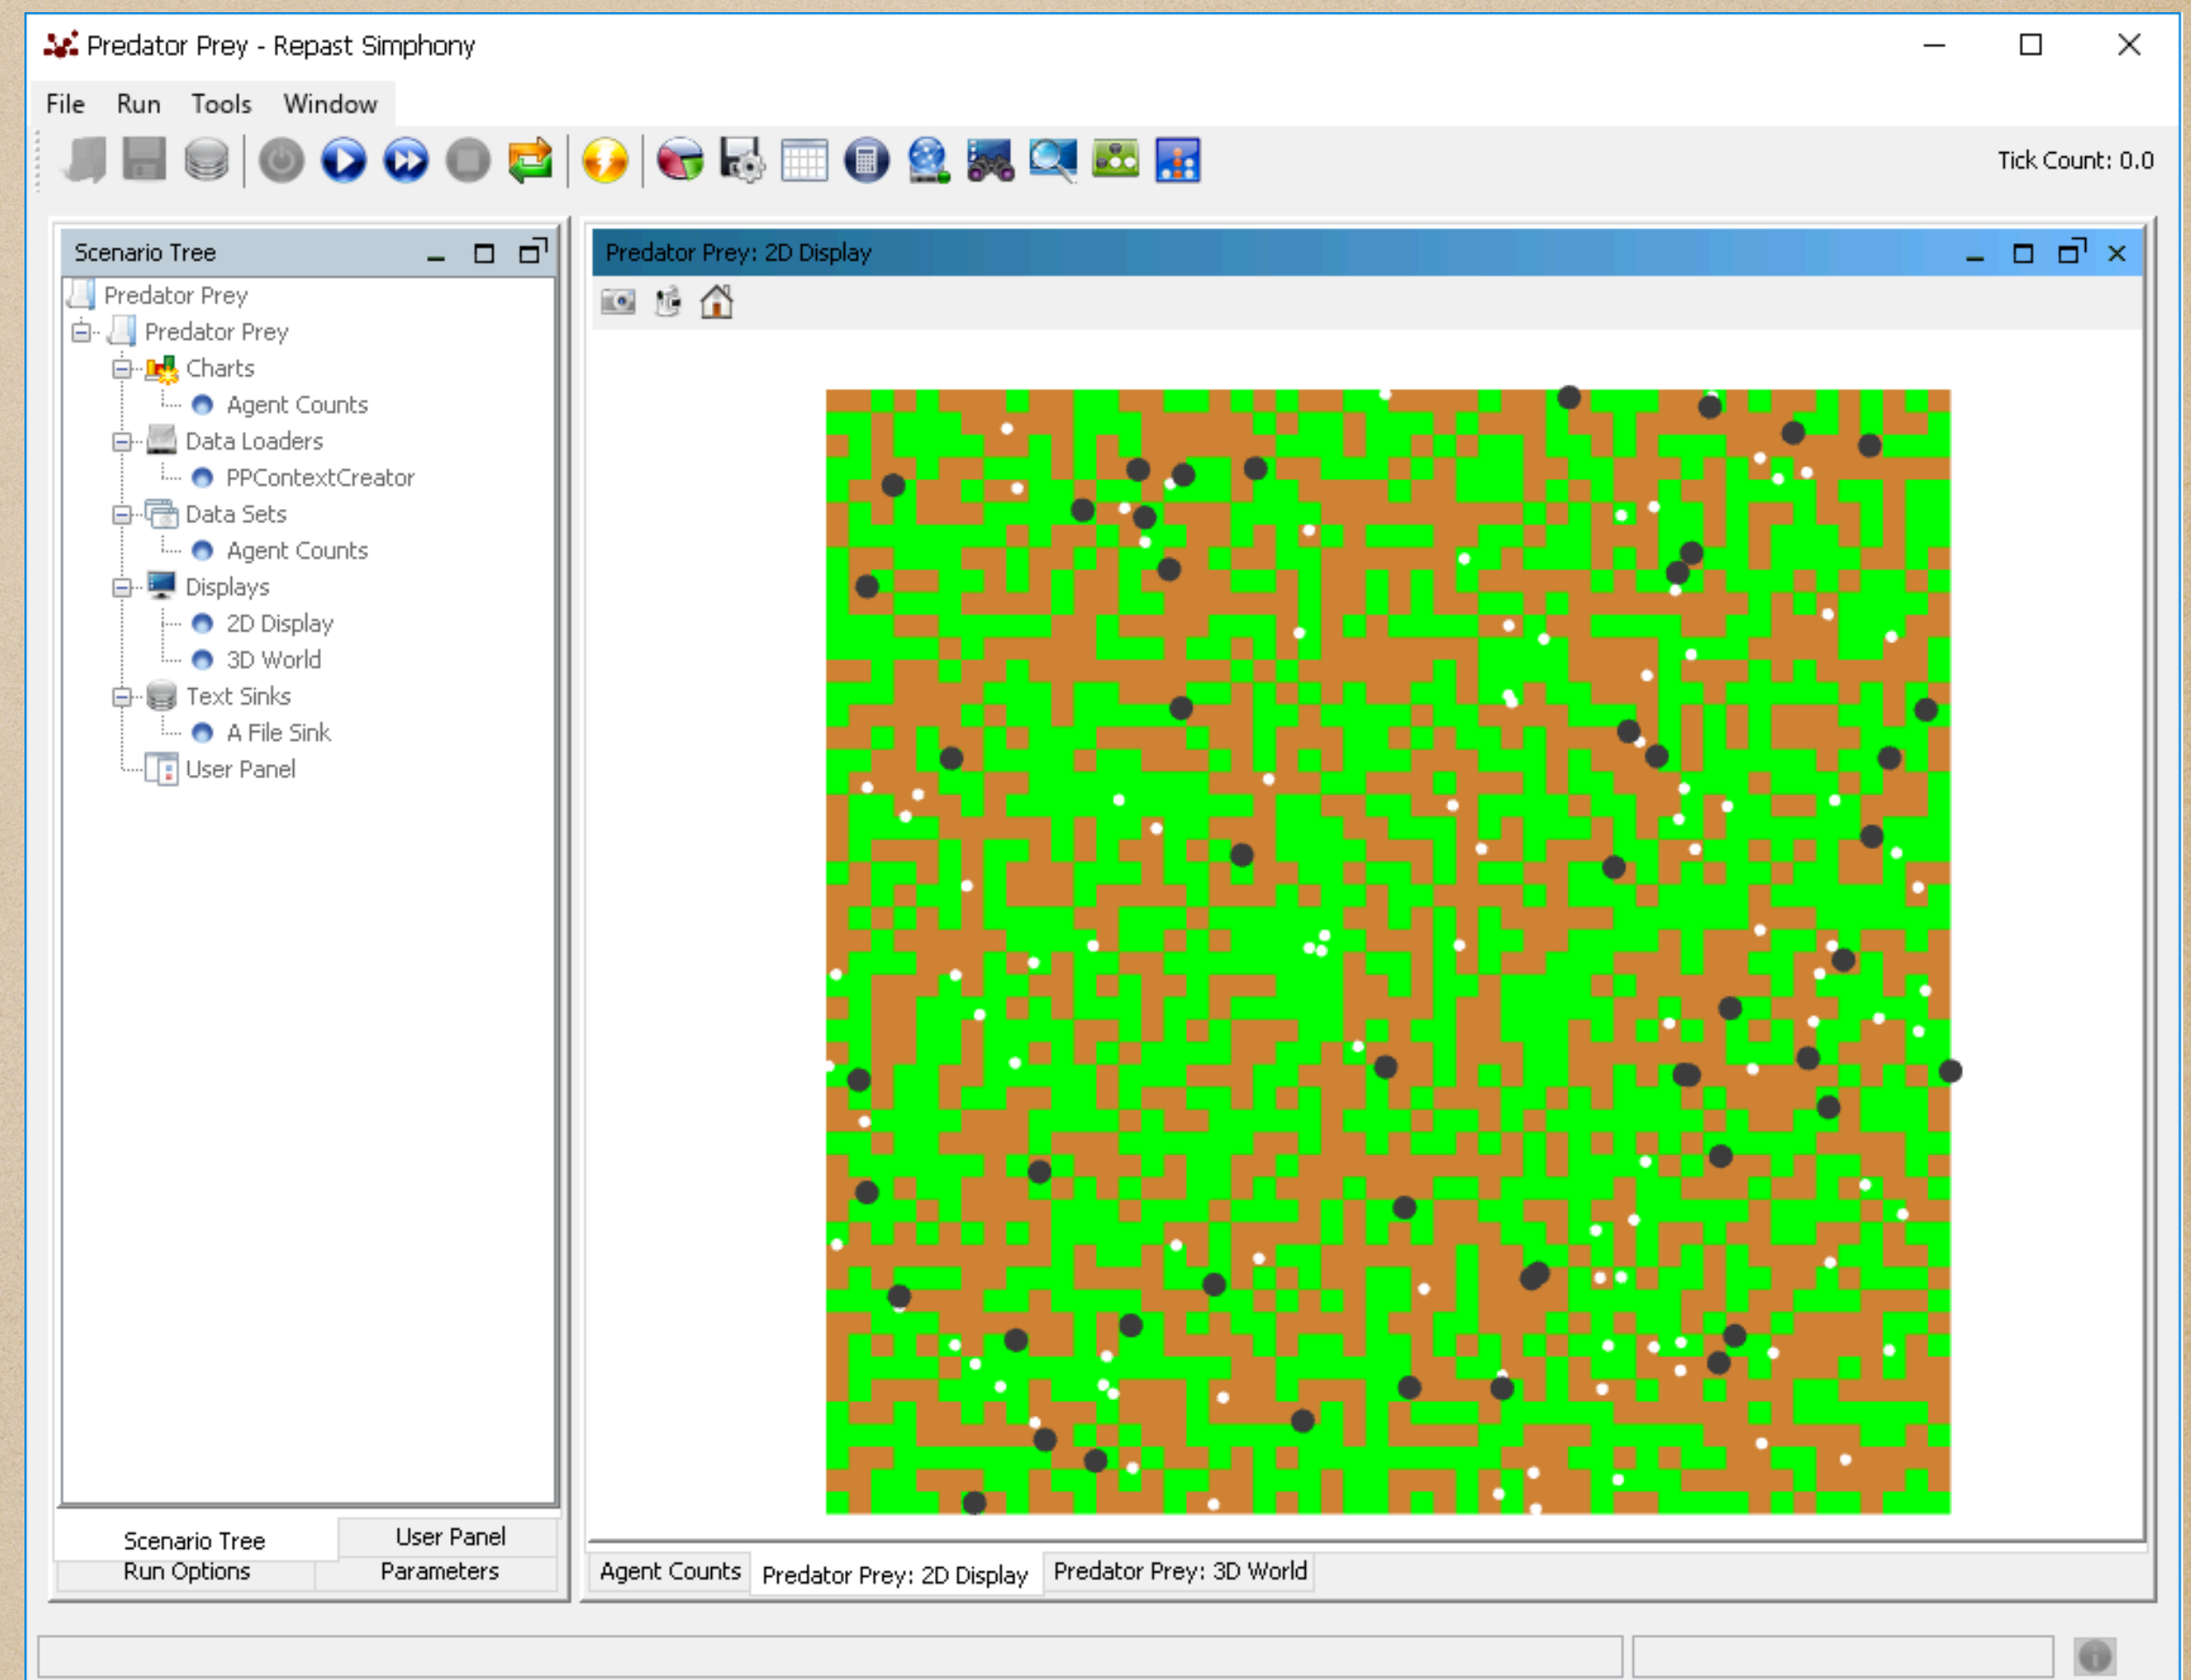 Predator Prey - Repast Simphony
File Run Tools Window
Tick Count: 0.0
Scenario Tree
Predator Prey
Predator Prey
Charts
Agent Counts
Data Loaders
PPContextCreator
Data Sets
Agent Counts
Displays
2D Display
3D World
Text Sinks
A File Sink
User Panel
Scenario Tree User Panel
Run Options Parameters
Predator Prey: 2D Display
Agent Counts Predator Prey: 2D Display Predator Prey: 3D World